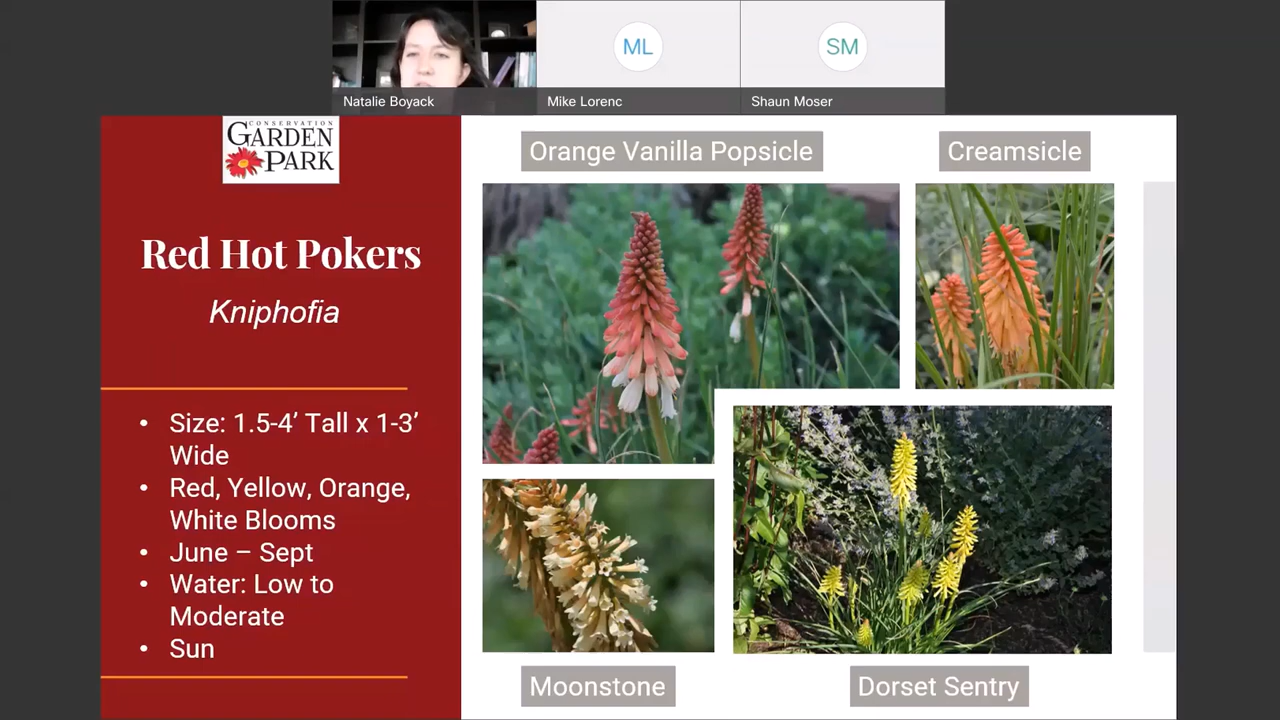 ML
SM
Natalie Boyack
Mike Lorenc
Shaun Moser
CONSERVATION
GARDEN
PARK
Red Hot Pokers
Kniphofia
• Size: 1.5-4’ Tall x 1-3’
Wide
• Red, Yellow, Orange,
White Blooms
• June – Sept
• Water: Low to
Moderate
• Sun
Orange Vanilla Popsicle
Creamsicle
Moonstone
Dorset Sentry